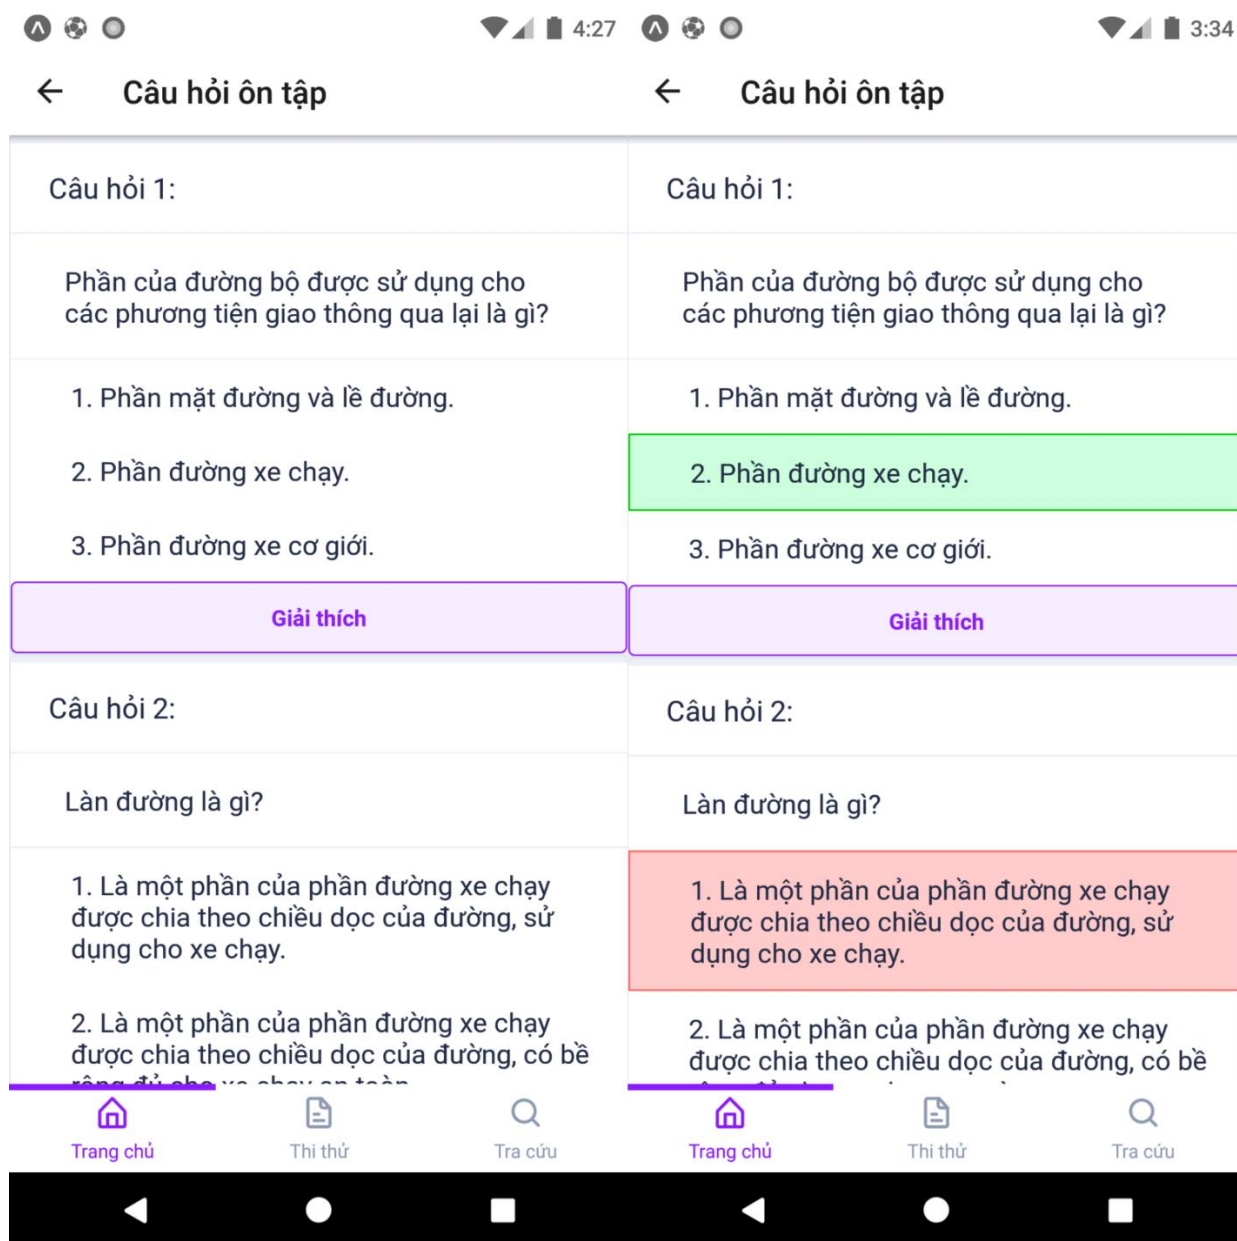 4:27
Câu hỏi ôn tập
Câu hỏi 1:
Phần của đường bộ được sử dụng cho
các phương tiện giao thông qua lại là gì?
1. Phần mặt đường và lề đường.
2. Phần đường xe chạy.
3. Phần đường xe cơ giới.
Giải thích
Câu hỏi 2:
Làn đường là gì?
1. Là một phần của phần đường xe chạy
được chia theo chiều dọc của đường, sử
dụng cho xe chạy.
2. Là một phần của phần đường xe chạy
được chia theo chiều dọc của đường, có bề
rộng đủ cho xe chạy an toàn.
Trang chủ
Thi thử
Tra cứu
3:34
Câu hỏi ôn tập
Câu hỏi 1:
Phần của đường bộ được sử dụng cho
các phương tiện giao thông qua lại là gì?
1. Phần mặt đường và lề đường.
2. Phần đường xe chạy.
3. Phần đường xe cơ giới.
Giải thích
Câu hỏi 2:
Làn đường là gì?
1. Là một phần của phần đường xe chạy
được chia theo chiều dọc của đường, sử
dụng cho xe chạy.
2. Là một phần của phần đường xe chạy
được chia theo chiều dọc của đường, có bề
Trang chủ
Thi thử
Tra cứu